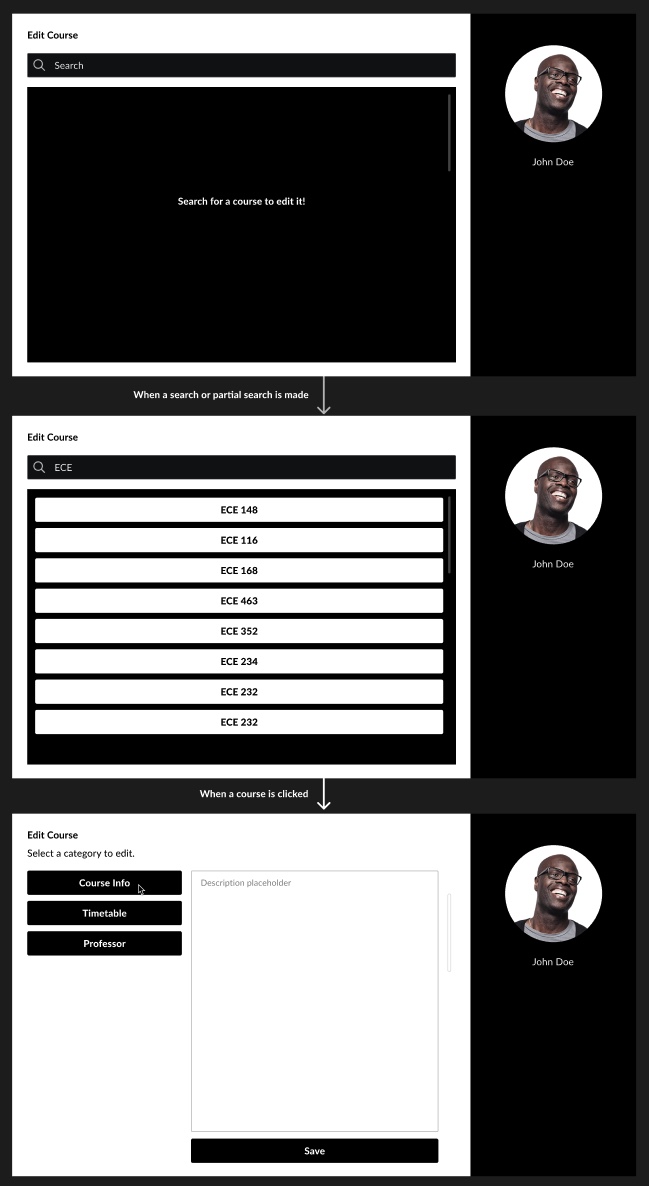 Edit Course
Search
Search for a course to edit it!
John Doe
When a search or partial search is made
Edit Course
ECE
ECE 148
ECE 116
ECE 168
ECE 463
ECE 352
ECE 234
ECE 232
ECE 232
John Doe
When a course is clicked
Edit Course
Select a category to edit.
Course Info
Timetable
Professor
Description placeholder
Save
John Doe